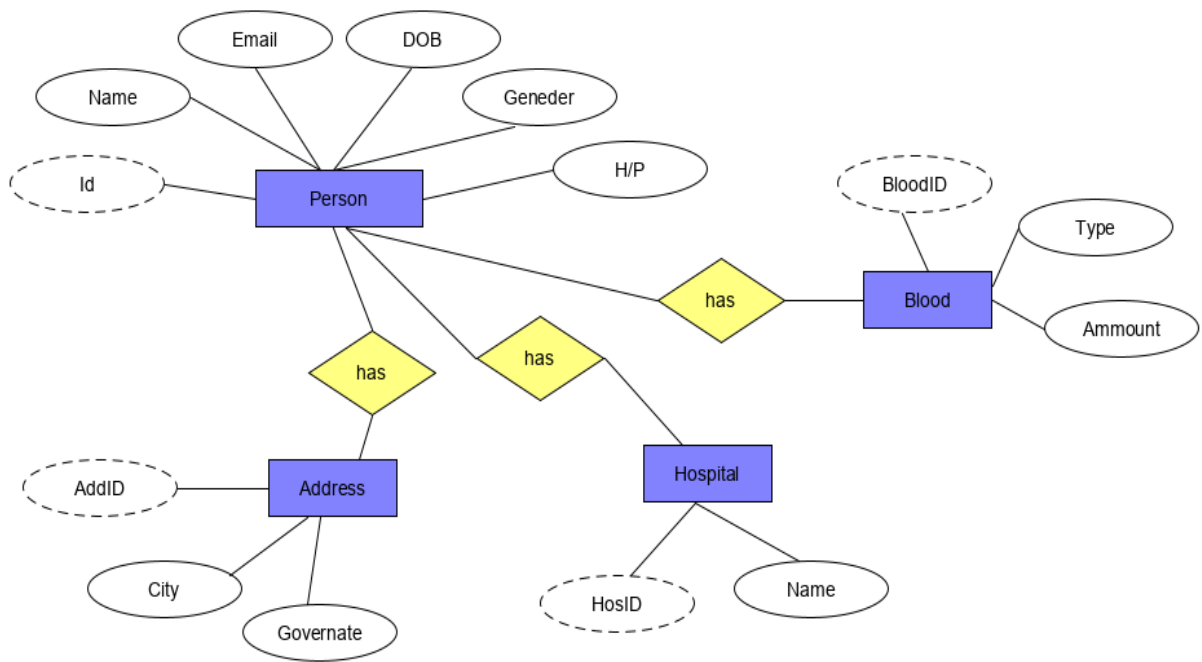 Email
DOB
Name
Geneder
H/P
Id
Person
BloodID
Type
has
Blood
Ammount
has
has
AddID
Address
Hospital
City
Governate
HosID
Name